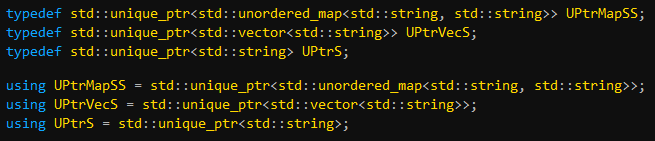 typedef std::unique_ptr<std::unordered_map<std::string, std::string>> UPtrMapSS;
typedef std::unique_ptr<std::vector<std::string>> UPtrVecS;
typedef std::unique_ptr<std::string> UPtrS;
using UPtrMapSS = std::unique_ptr<std::unordered_map<std::string, std::string>>;
using UPtrVecS = std::unique_ptr<std::vector<std::string>>;
using UPtrS = std::unique_ptr<std::string>;